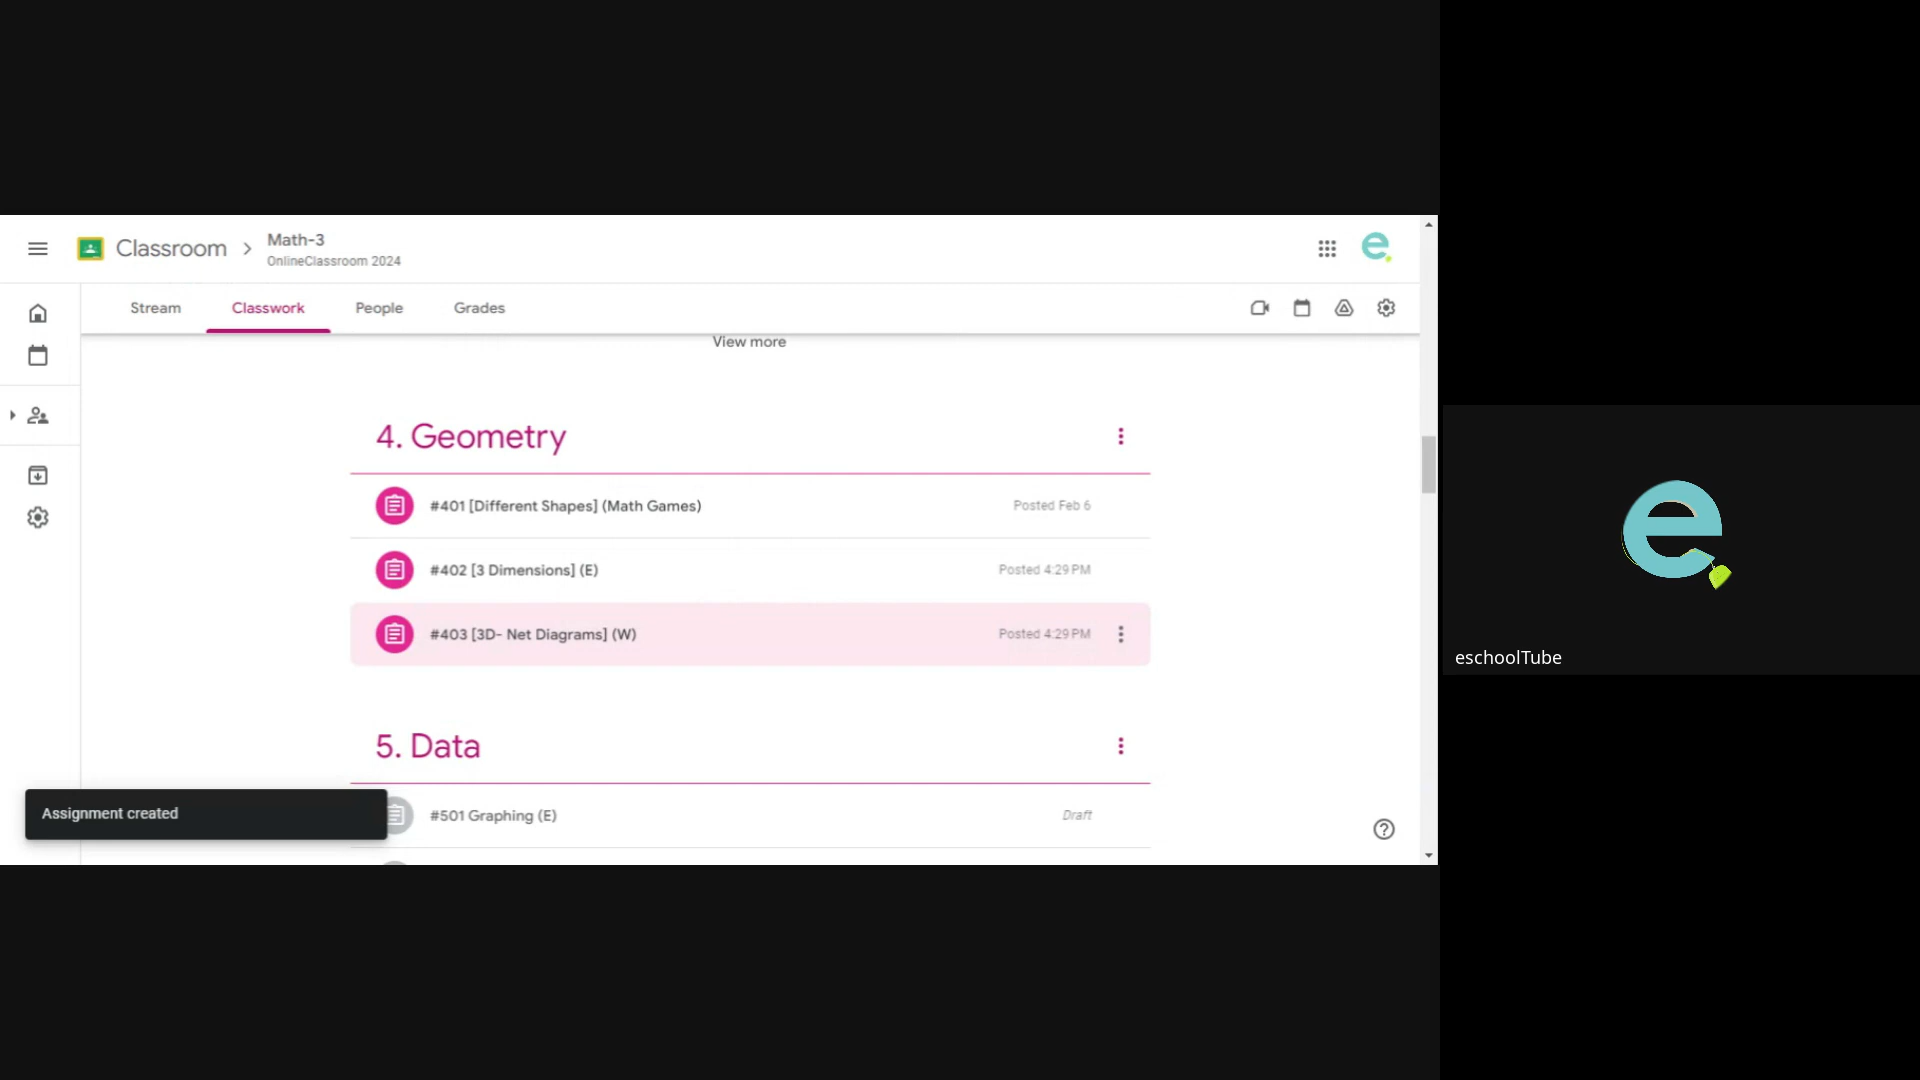 Classroom
Math-3
OnlineClassroom 2024
Stream
Classwork
People
Grades
View more
4. Geometry
#401 [Different Shapes] (Math Games)
Posted Feb 6
#402 [3 Dimensions] (E)
Posted 4:29 PM
#403 [3D- Net Diagrams] (W)
Posted 4:29 PM
5. Data
#501 Graphing (E)
Draft
Assignment created
e
e
eschoolTube